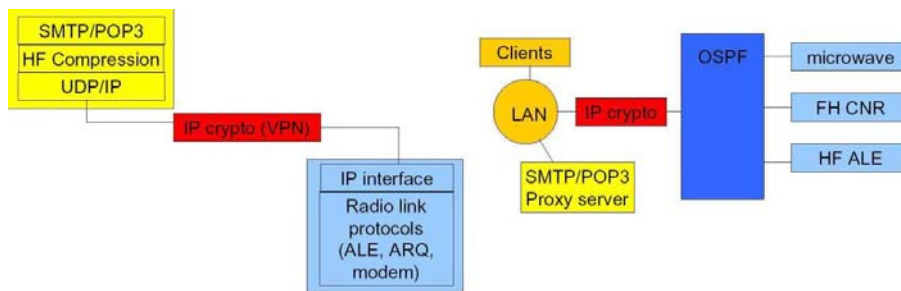 SMTP/POP3
HF Compression
UDP/IP
IP crypto (VPN)
IP interface
Radio link
protocols
(ALE, ARQ,
modem)
Clients
LAN
IP crypto
SMTP/POP3
Proxy server
OSPF
microwave
FH CNR
HF ALE